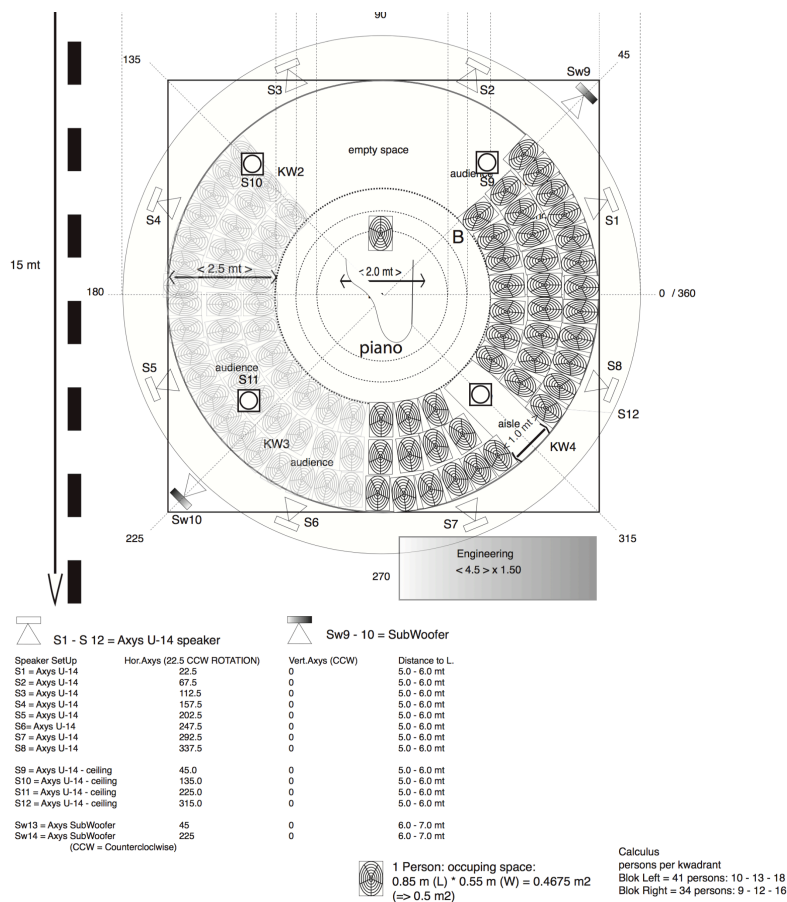 90
135
45
S3
S2
Sw9
empty space
KW2
audience
S10
S9
S4
S1
B
15 mt
< 2.5 mt >
< 2.0 mt >
180
0 / 360
piano
S5
audience
S11
S8
S12
aisle
< 1.0 mt >
KW3
KW4
audience
Sw10
S6
S7
225
315
270
Engineering
< 4.5 > x 1.50
S1 - S 12 = Axys U-14 speaker
Sw9 - 10 = SubWoofer
Speaker SetUp Hor.Axys (22.5 CCW ROTATION) Vert.Axys (CCW) Distance to L.
S1 = Axys U-14 22.5 0 5.0 - 6.0 mt
S2 = Axys U-14 67.5 0 5.0 - 6.0 mt
S3 = Axys U-14 112.5 0 5.0 - 6.0 mt
S4 = Axys U-14 157.5 0 5.0 - 6.0 mt
S5 = Axys U-14 202.5 0 5.0 - 6.0 mt
S6= Axys U-14 247.5 0 5.0 - 6.0 mt
S7 = Axys U-14 292.5 0 5.0 - 6.0 mt
S8 = Axys U-14 337.5 0 5.0 - 6.0 mt
S9 = Axys U-14 - ceiling 45.0 0 5.0 - 6.0 mt
S10 = Axys U-14 - ceiling 135.0 0 5.0 - 6.0 mt
S11 = Axys U-14 - ceiling 225.0 0 5.0 - 6.0 mt
S12 = Axys U-14 - ceiling 315.0 0 5.0 - 6.0 mt
Sw13 = Axys SubWoofer 45 0 6.0 - 7.0 mt
Sw14 = Axys SubWoofer 225 0 6.0 - 7.0 mt
(CCW = Counterclocwise)
1 Person: occuping space:
0.85 m (L) * 0.55 m (W) = 0.4675 m2
(=> 0.5 m2)
Calculus
persons per kwadrant
Blok Left = 41 persons: 10 - 13 - 18
Blok Right = 34 persons: 9 - 12 - 16